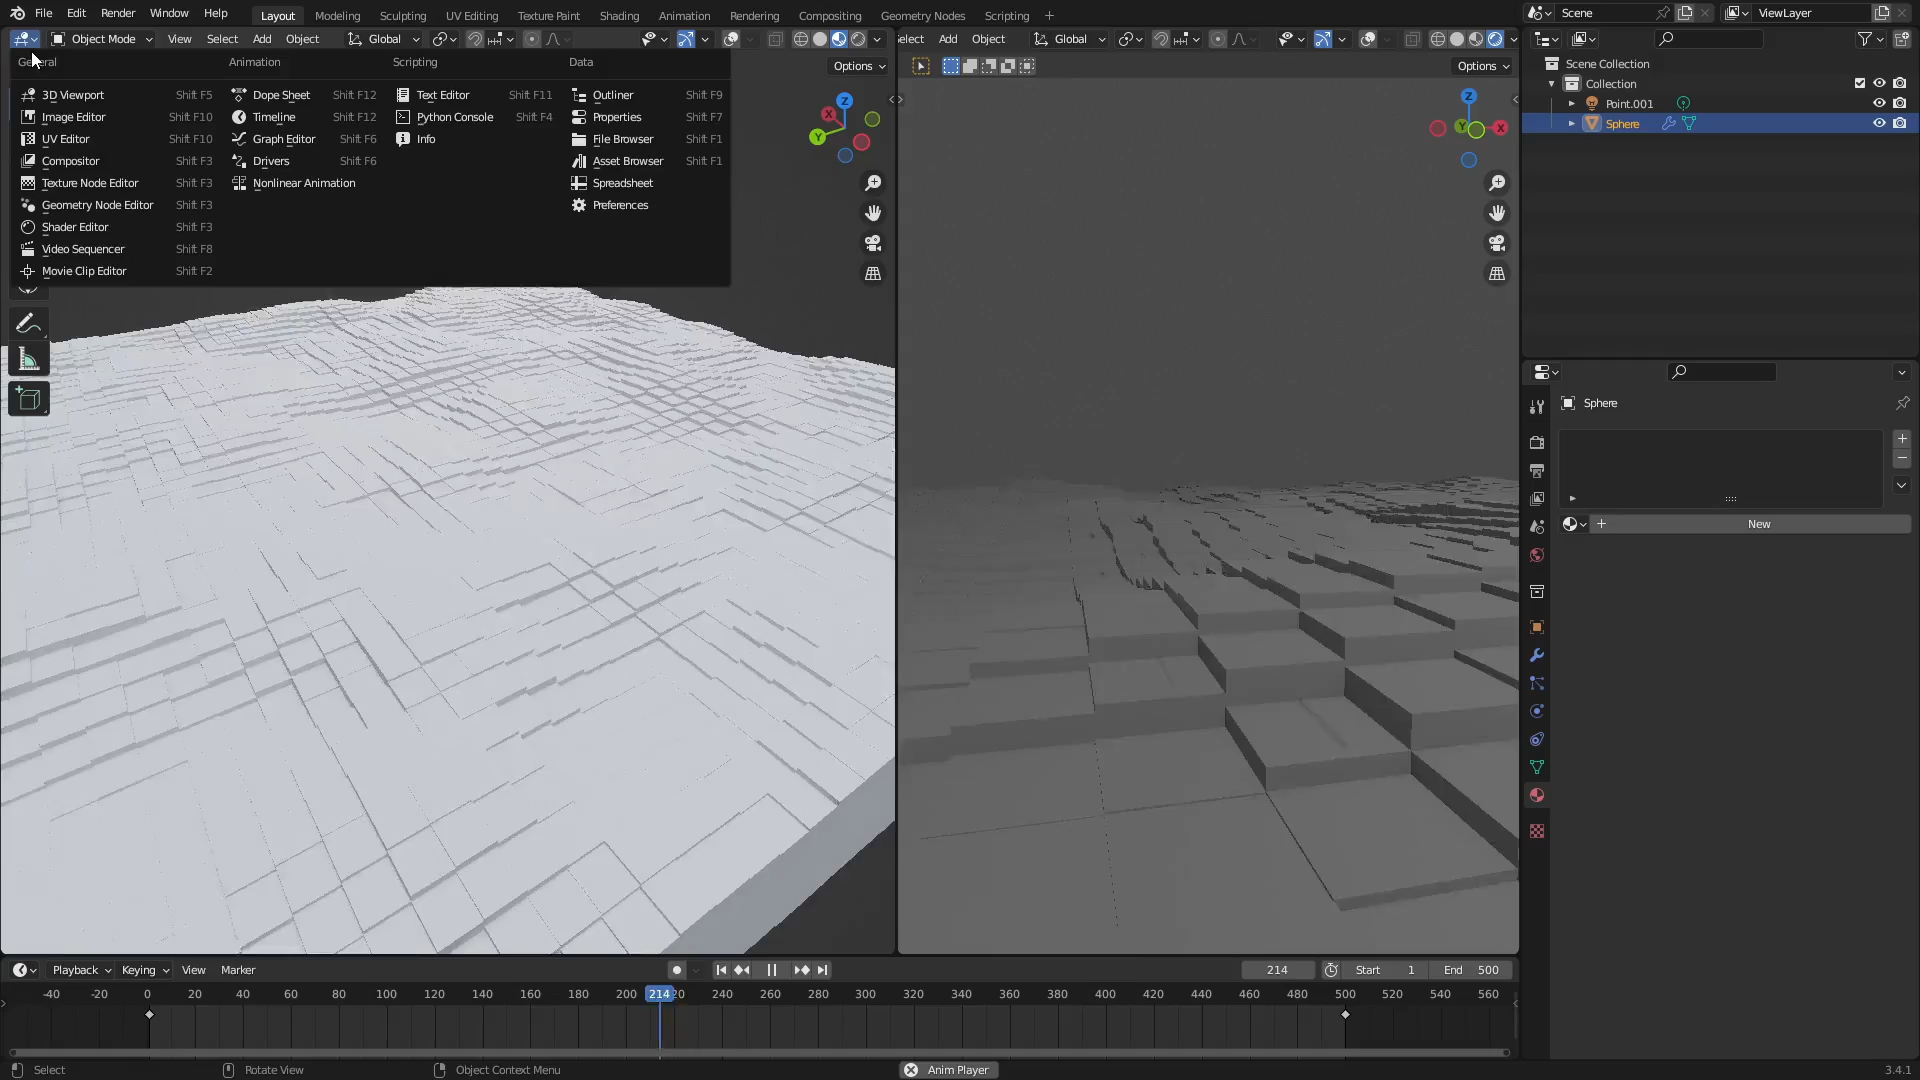 File Edit Render Window Help
Layout Modeling Sculpting UV Editing Texture Paint Shading Animation Rendering Compositing Geometry Nodes Scripting +
Scene
ViewLayer
Object Mode View Select Add Object Global
elect Add Object Global
Options
Options
General Animation Scripting Data
3D Viewport Shift F5
Image Editor Shift F10
UV Editor Shift F10
Compositor Shift F3
Texture Node Editor Shift F3
Geometry Node Editor Shift F3
Shader Editor Shift F3
Video Sequencer Shift F8
Movie Clip Editor Shift F2
Dope Sheet Shift F12
Timeline Shift F12
Graph Editor Shift F6
Drivers Shift F6
Nonlinear Animation
Text Editor Shift F11
Python Console Shift F4
Info
Outliner Shift F9
Properties Shift F7
File Browser Shift F1
Asset Browser Shift F1
Spreadsheet
Preferences
Z
X
Y
Z
Y
X
Scene Collection
Collection
Point.001
Sphere
Sphere
New
Playback Keying View Marker
214
Start 1
End 500
-40 -20 0 20 40 60 80 100 120 140 160 180 200 214 220 240 260 280 300 320 340 360 380 400 420 440 460 480 500 520 540 560
Select Rotate View Object Context Menu Anim Player 3.4.1